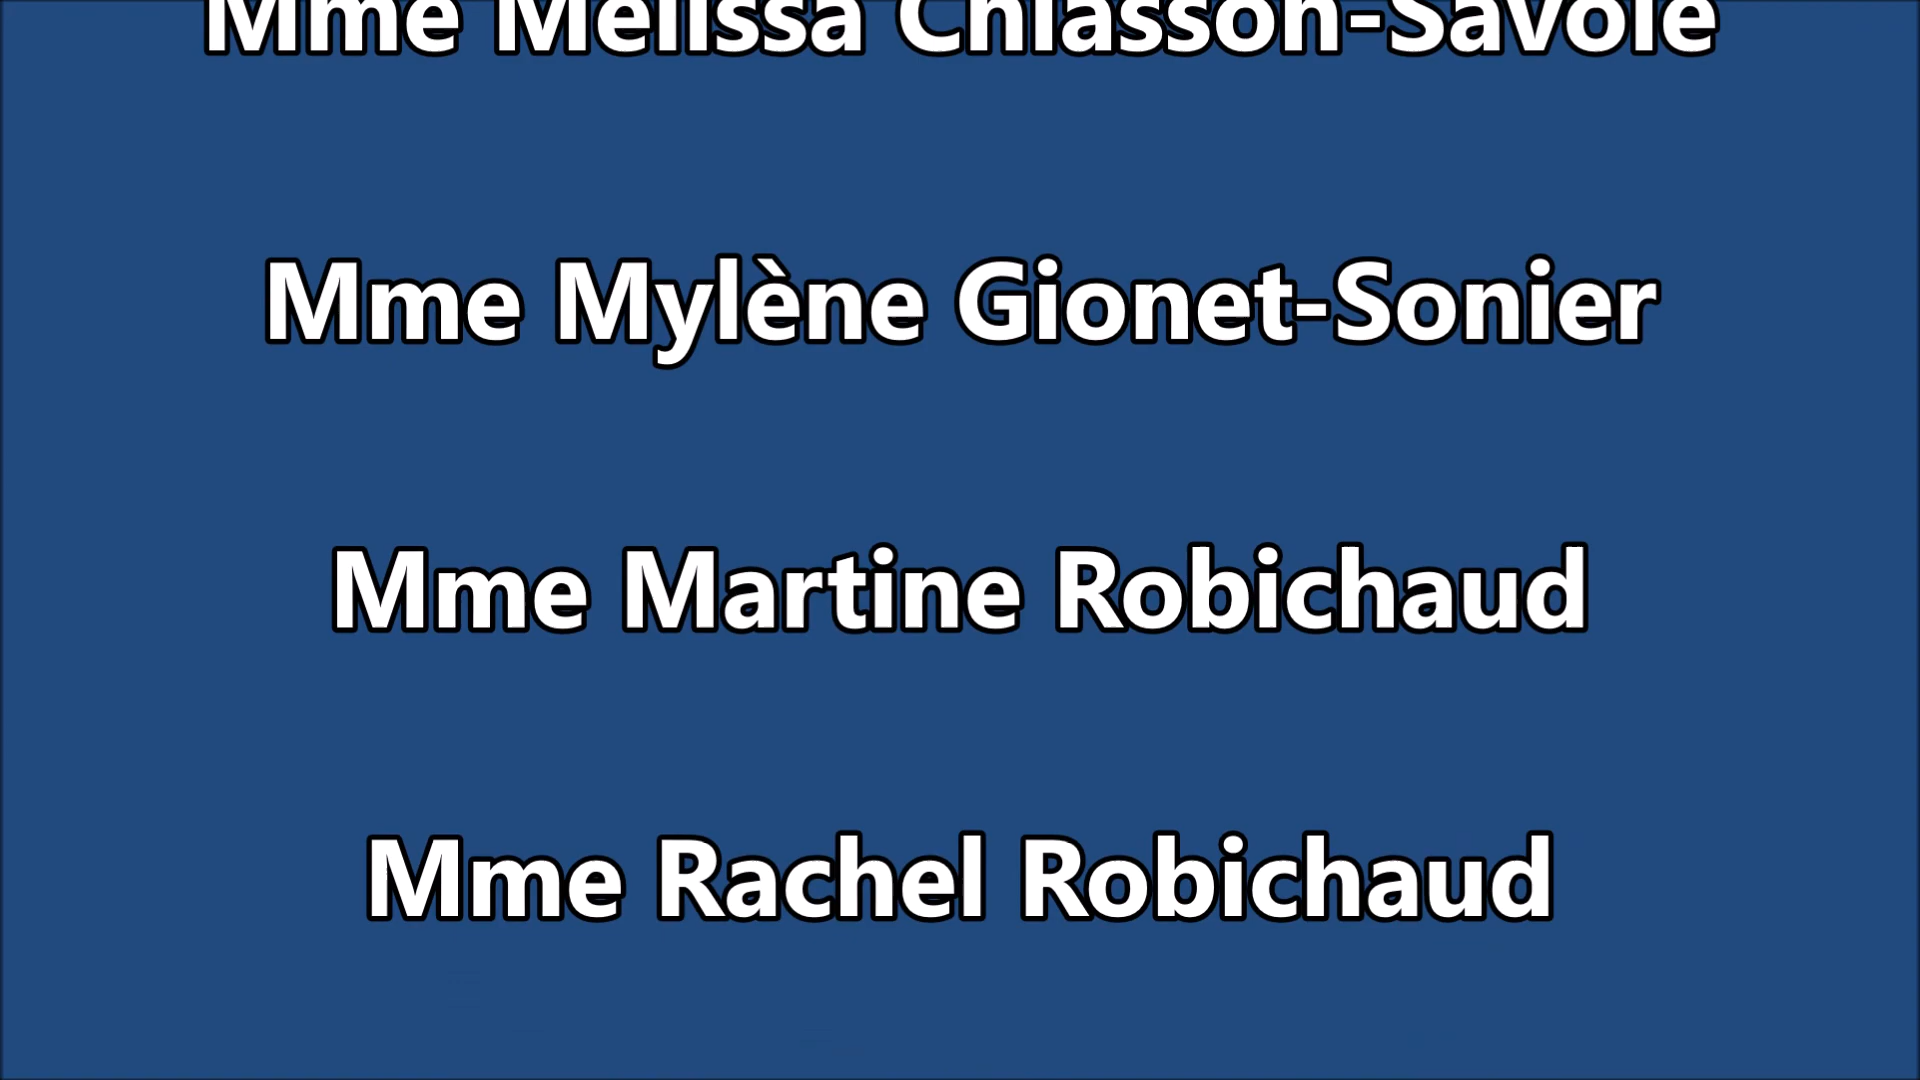 Mme Mélissa Chiasson-Savoie
Mme Mylène Gionet-Sonier
Mme Martine Robichaud
Mme Rachel Robichaud